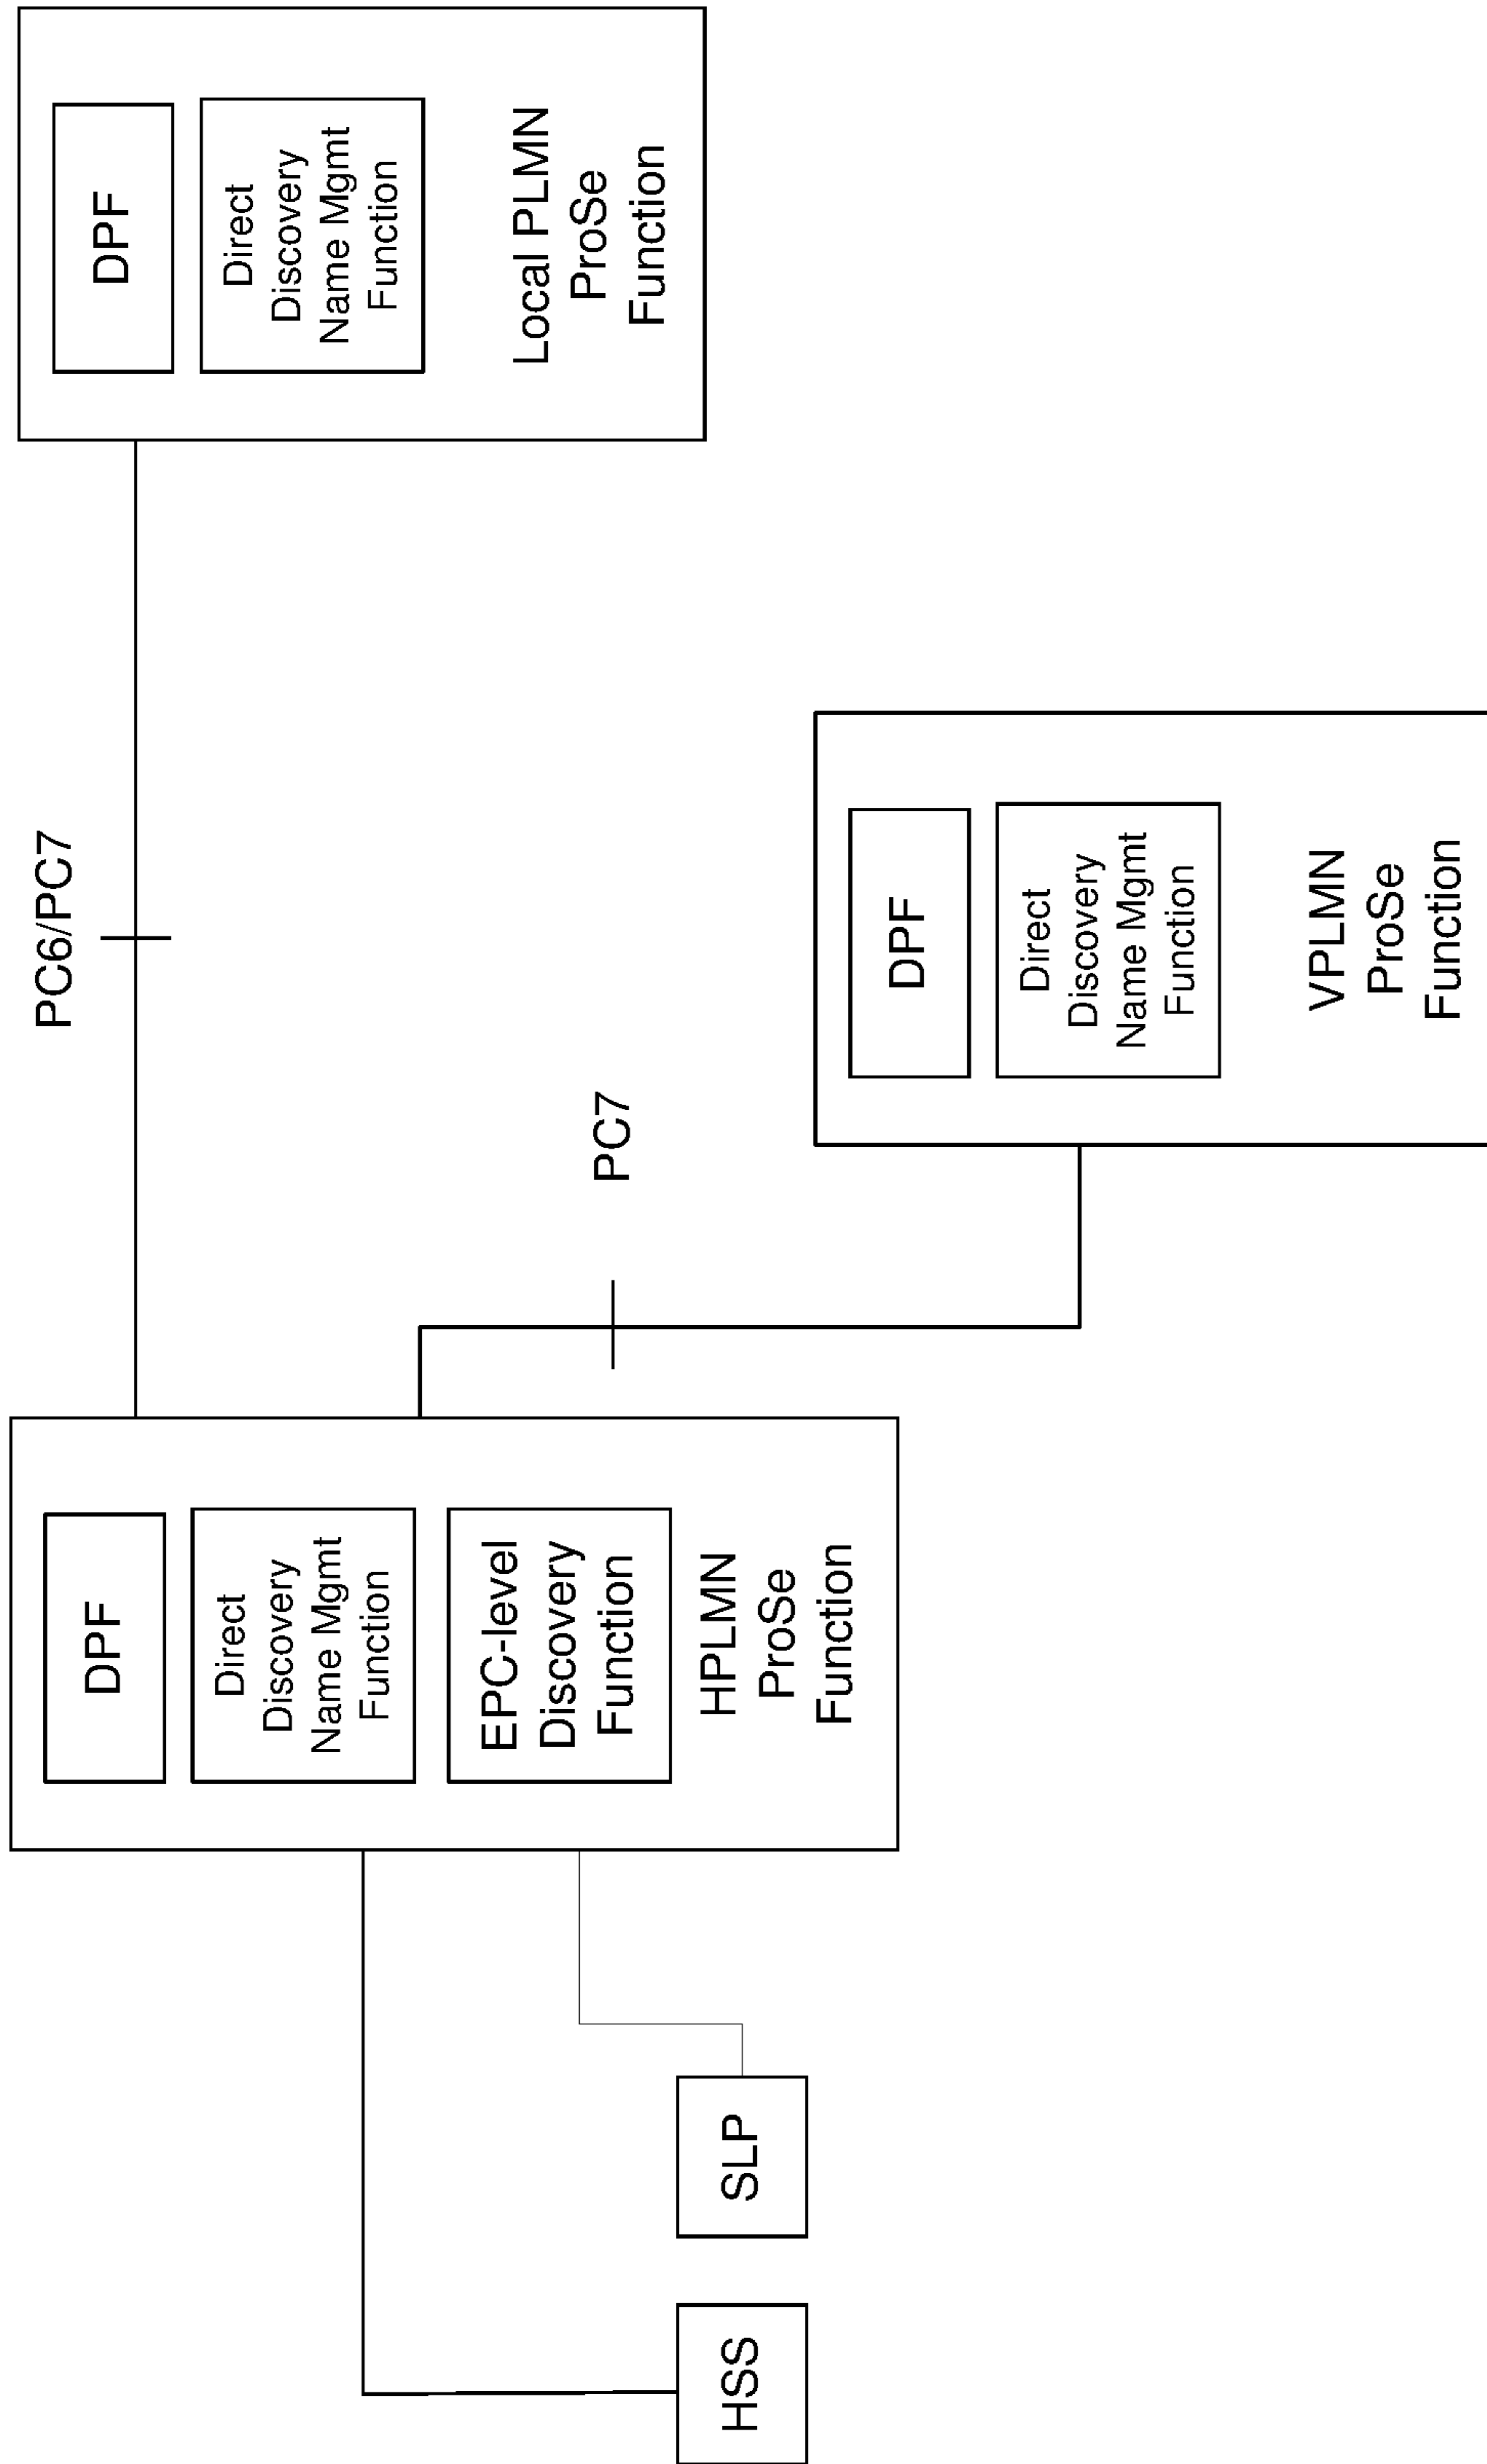 HSS
SLP
DPF
Direct
Discovery
Name Mgmt
Function
EPC-level
Discovery
Function
HPLMN
ProSe
Function
PC6/PC7
PC7
DPF
Direct
Discovery
Name Mgmt
Function
VPLMN
ProSe
Function
DPF
Direct
Discovery
Name Mgmt
Function
Local PLMN
ProSe
Function